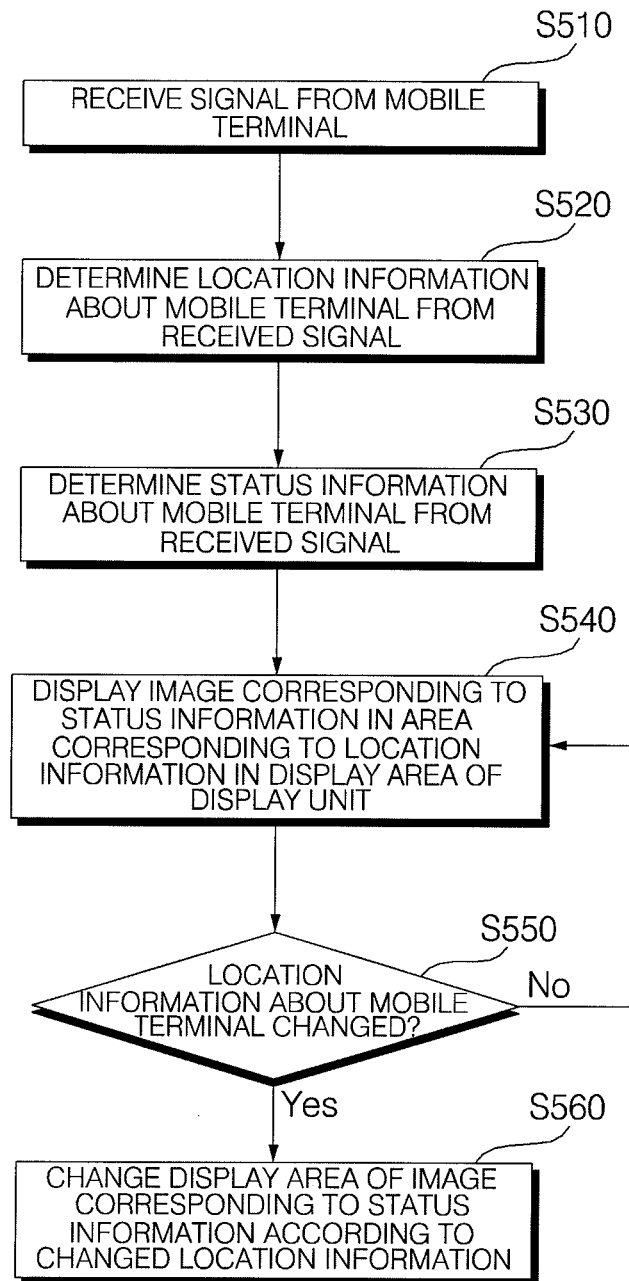 S510
RECEIVE SIGNAL FROM MOBILE
TERMINAL
S520
DETERMINE LOCATION INFORMATION
ABOUT MOBILE TERMINAL FROM
RECEIVED SIGNAL
S530
DETERMINE STATUS INFORMATION
ABOUT MOBILE TERMINAL FROM
RECEIVED SIGNAL
S540
DISPLAY IMAGE CORRESPONDING TO
STATUS INFORMATION IN AREA
CORRESPONDING TO LOCATION
INFORMATION IN DISPLAY AREA OF
DISPLAY UNIT
S550
LOCATION
INFORMATION ABOUT MOBILE
TERMINAL CHANGED?
No
Yes
S560
CHANGE DISPLAY AREA OF IMAGE
CORRESPONDING TO STATUS
INFORMATION ACCORDING TO
CHANGED LOCATION INFORMATION